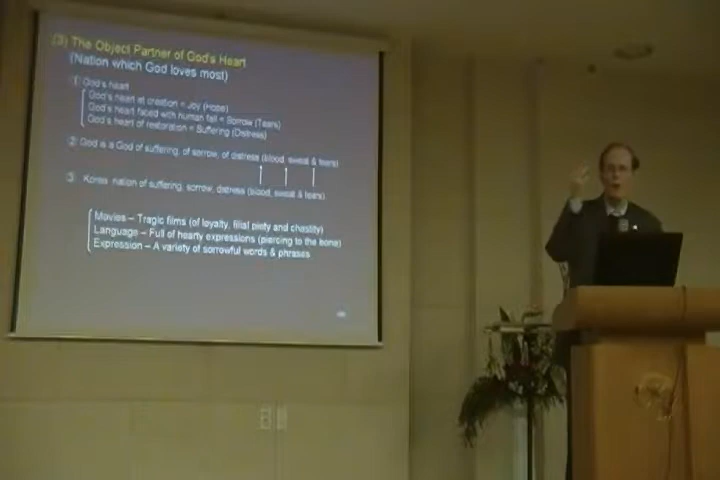 (3) The Object Partner of God's Heart
(Nation which God loves most)
① God's heart
God's heart at creation = Joy (Hope)
God's heart faced with human fall = Sorrow (Tears)
God's heart of restoration = Suffering (Distress)
② God is a God of suffering, of sorrow, of distress (blood, sweat & tears)
③ Korea: nation of suffering, sorrow, distress (blood, sweat & tears)
Movies – Tragic films (of loyalty, filial piety and chastity)
Language – Full of hearty expressions (piercing to the bone)
Expression – A variety of sorrowful words & phrases